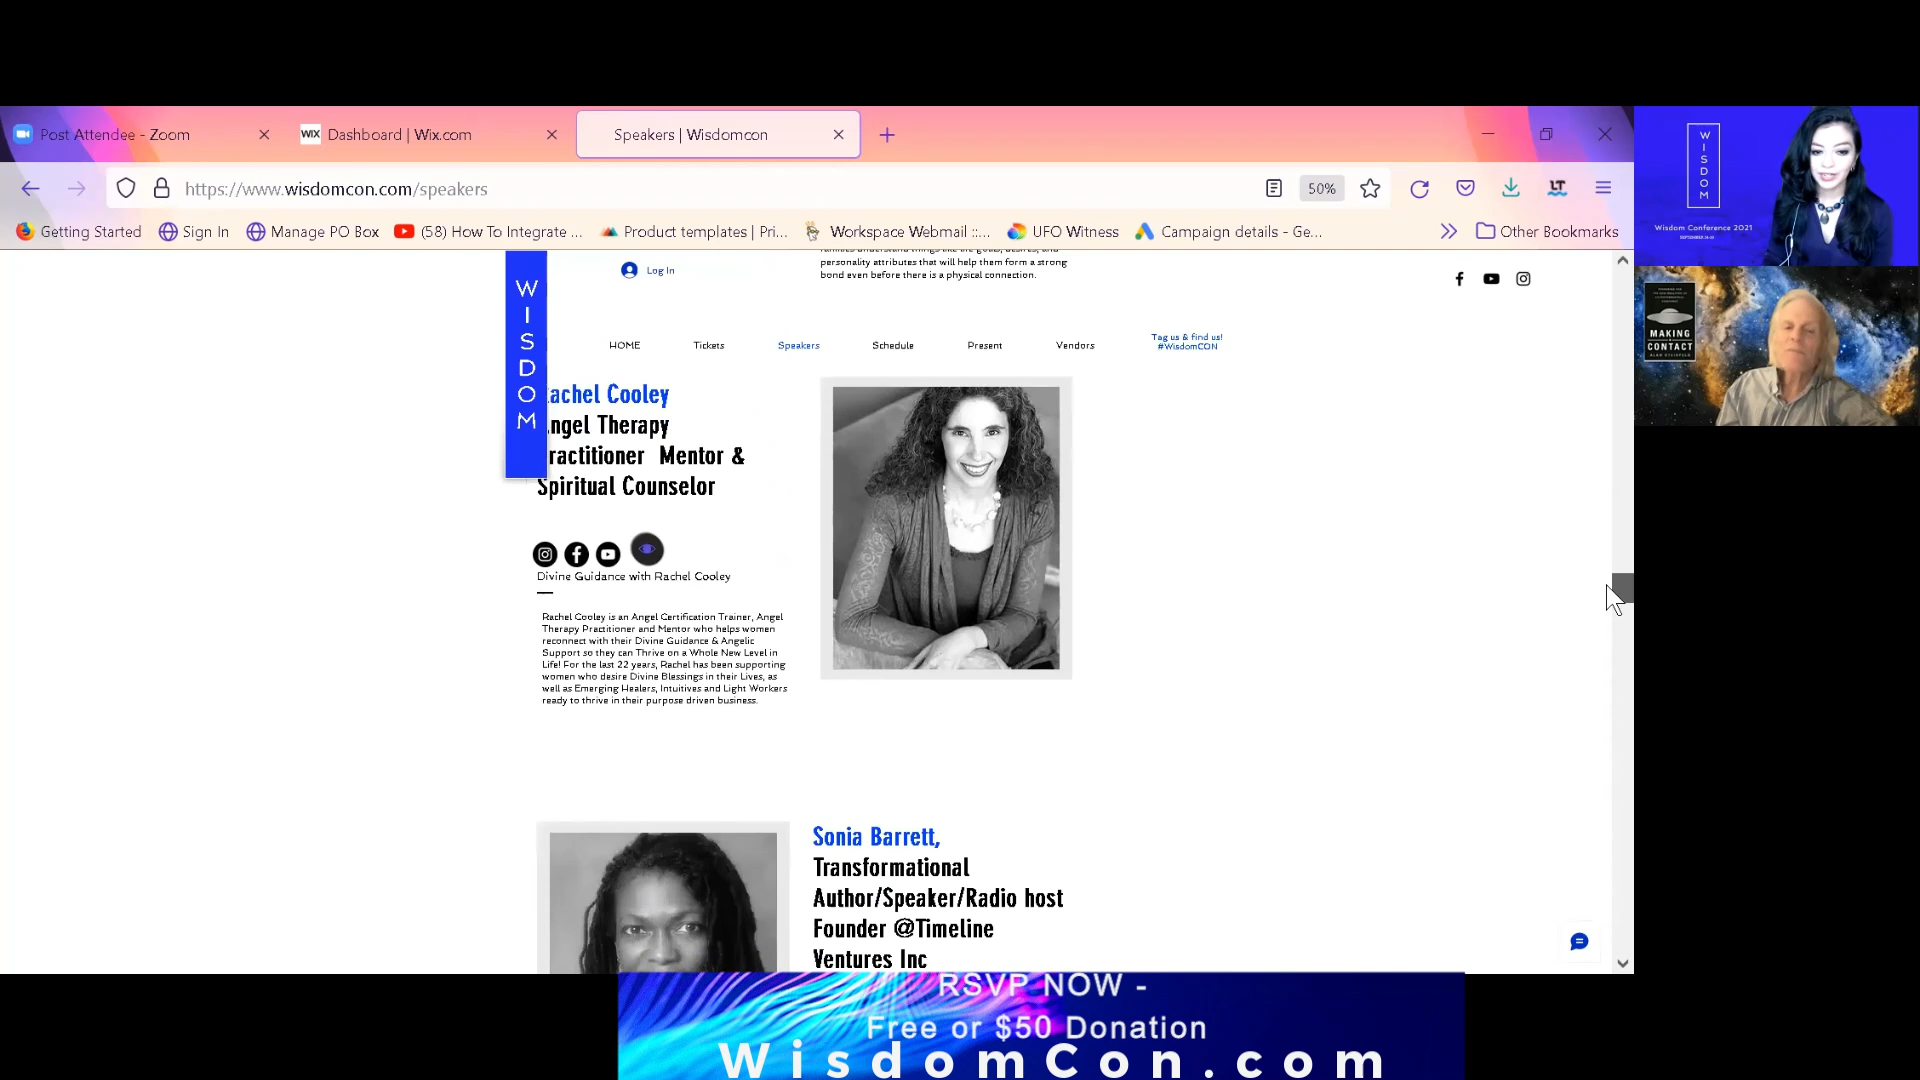 Post Attendee - Zoom
WIX Dashboard | Wix.com
Speakers | Wisdomcon
https://www.wisdomcon.com/speakers
50%
LT
Getting Started
Sign In
Manage PO Box
(58) How To Integrate ...
Product templates | Pri...
Workspace Webmail ::...
UFO Witness
Campaign details - Ge...
Other Bookmarks
WISDOM
Log In
personality attributes that will help them form a strong
bond even before there is a physical connection.
HOME
Tickets
Speakers
Schedule
Present
Vendors
Tag us & find us!
#WisdomCON
achel Cooley
ngel Therapy
ractitioner Mentor &
Spiritual Counselor
Divine Guidance with Rachel Cooley
Rachel Cooley is an Angel Certification Trainer, Angel
Therapy Practitioner and Mentor who helps women
reconnect with their Divine Guidance & Angelic
Support so they can Thrive on a Whole New Level in
Life! For the last 22 years, Rachel has been supporting
women who desire Divine Blessings in their Lives, as
well as Emerging Healers, Intuitives and Light Workers
ready to thrive in their purpose driven business.
Sonia Barrett,
Transformational
Author/Speaker/Radio host
Founder @Timeline
Ventures Inc
WISDOM
Wisdom Conference 2021
MAKING
CONTACT
ALAN STEINFELD
RSVP NOW -
Free or $50 Donation
WisdomCon.com